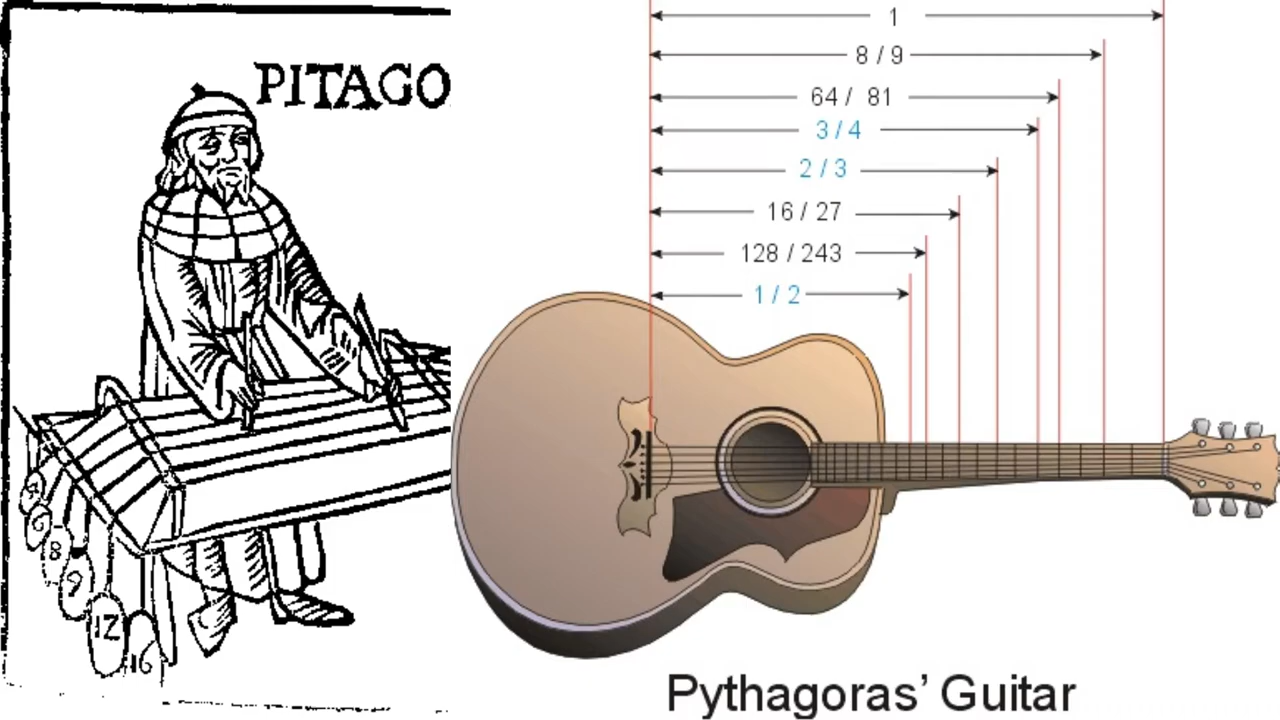 PITAGO
6
8
9
12
16
1
8 / 9
64 / 81
3 / 4
2 / 3
16 / 27
128 / 243
1 / 2
Pythagoras’ Guitar